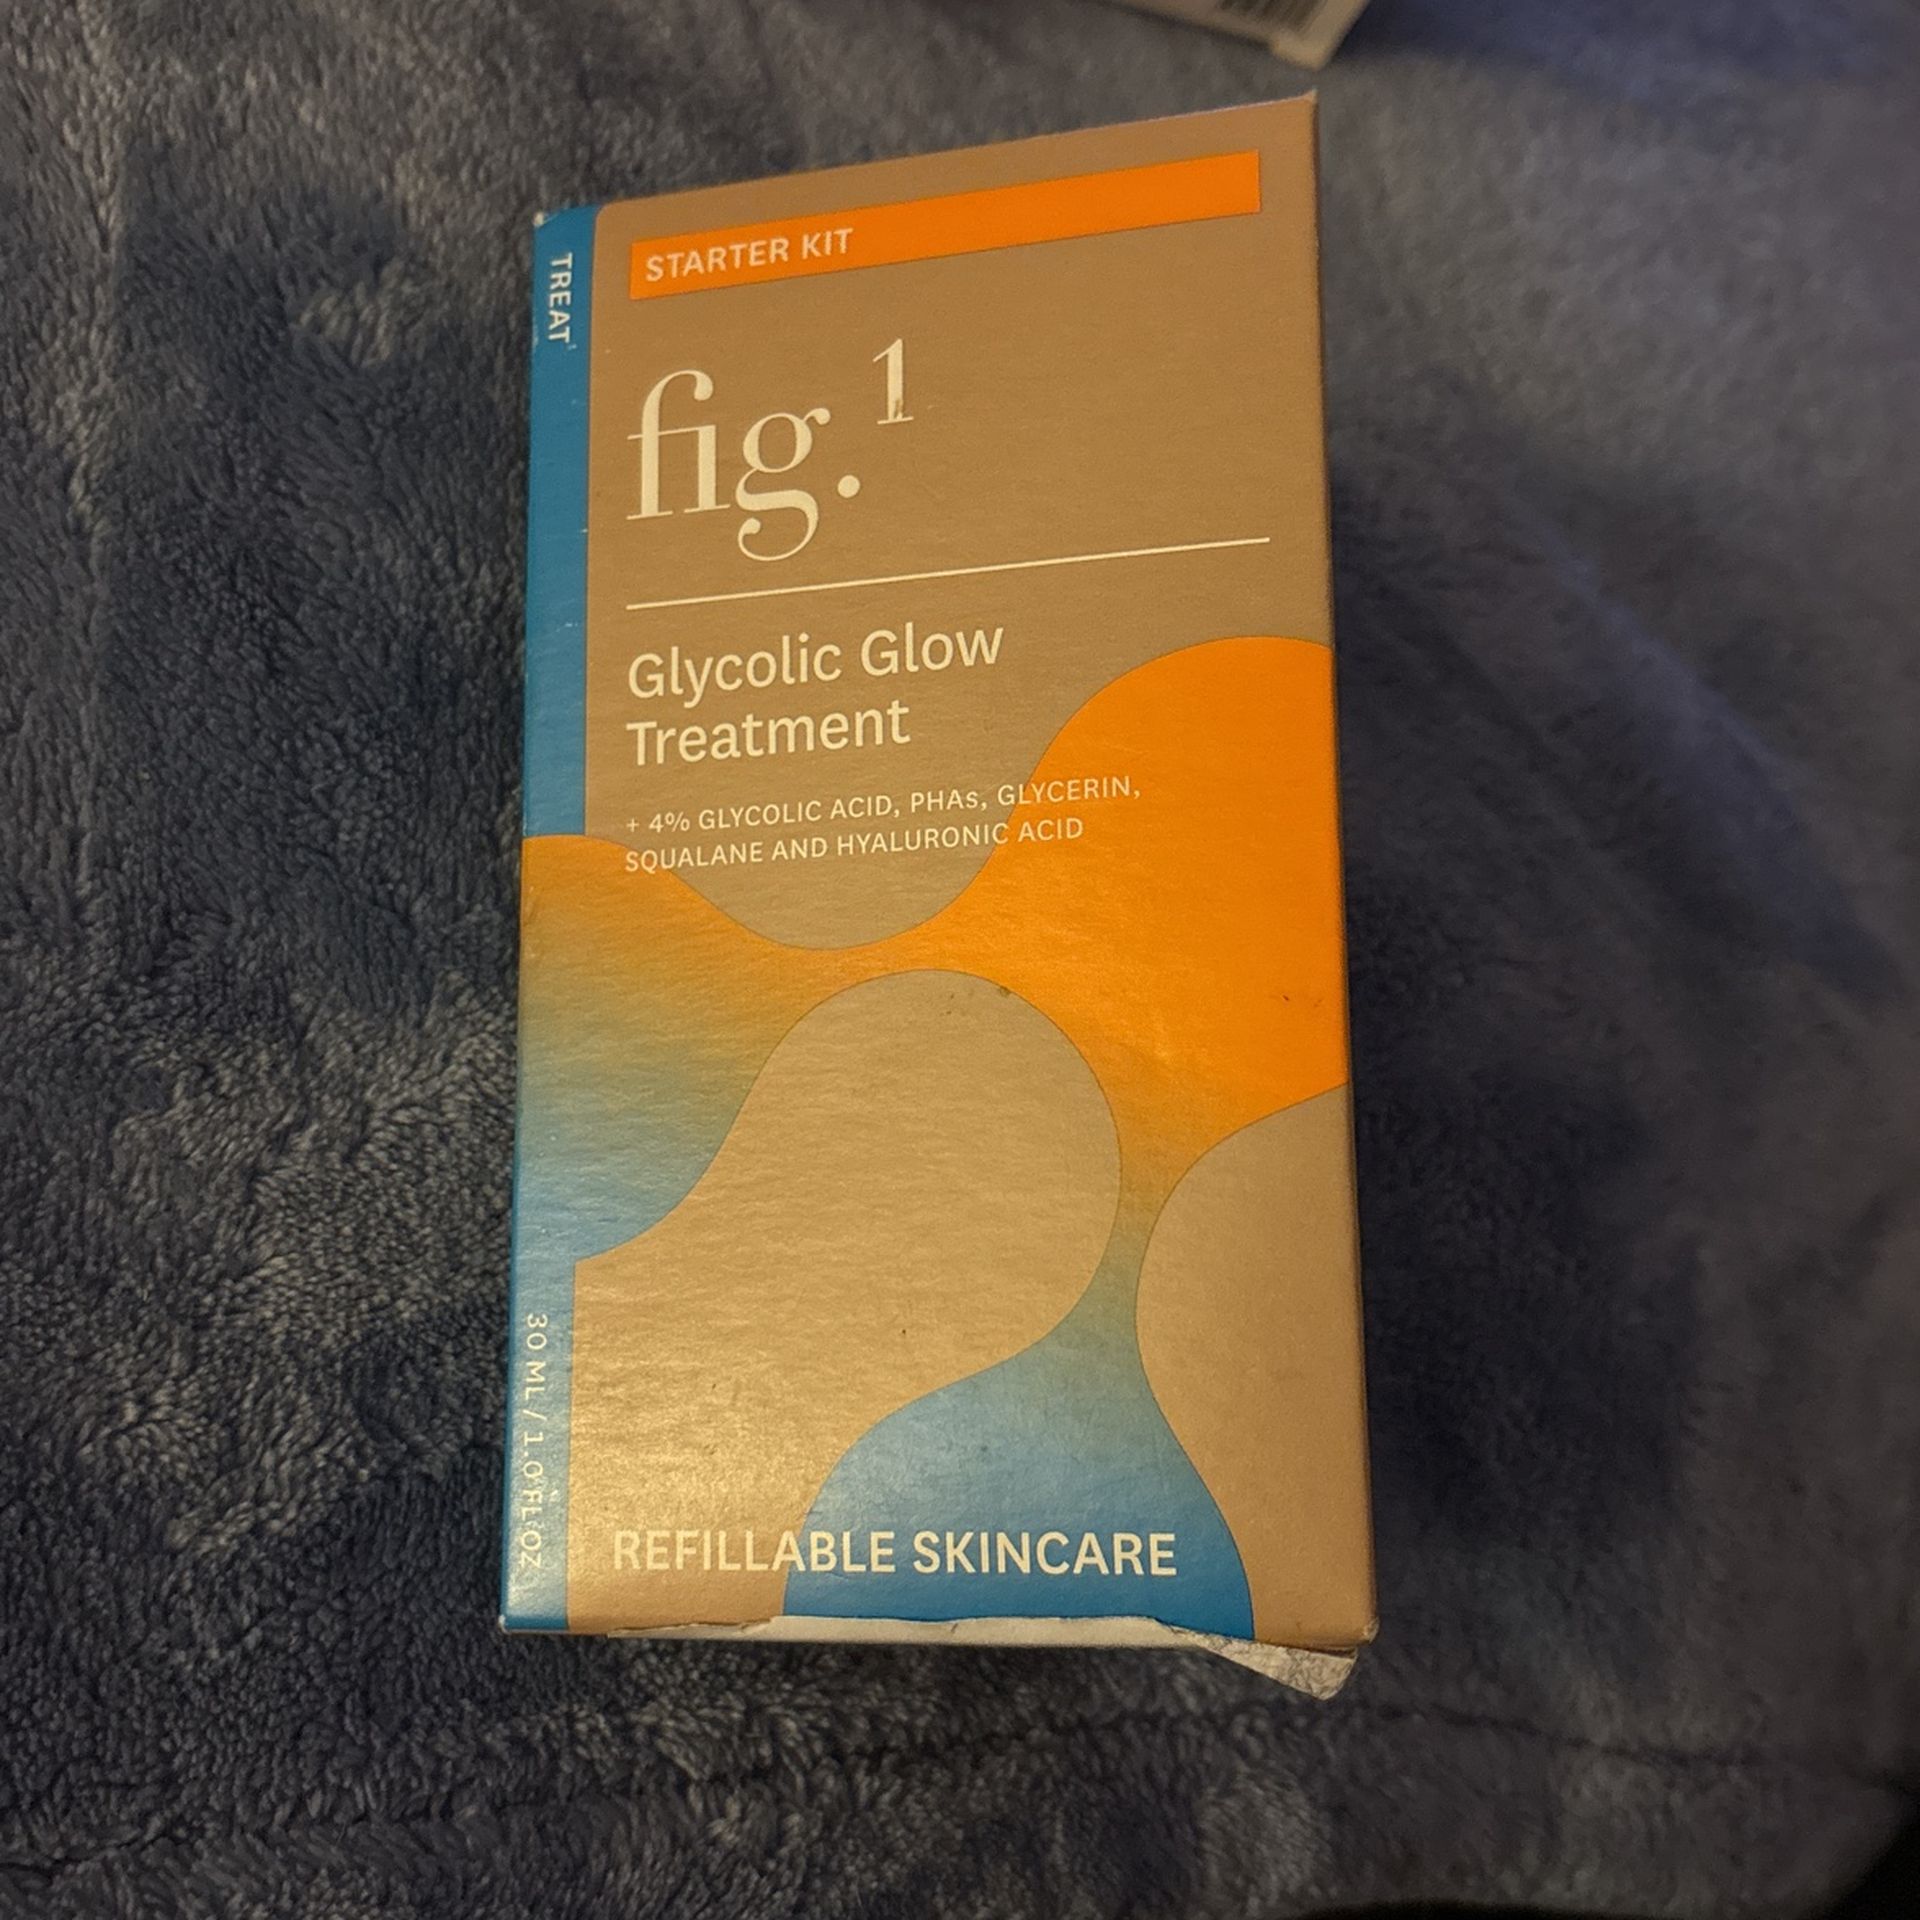 STARTER KIT
TREAT¹
fig.¹
Glycolic Glow
Treatment
+ 4% GLYCOLIC ACID, PHAs, GLYCERIN,
SQUALANE AND HYALURONIC ACID
30 ML / 1.0 FL OZ
REFILLABLE SKINCARE